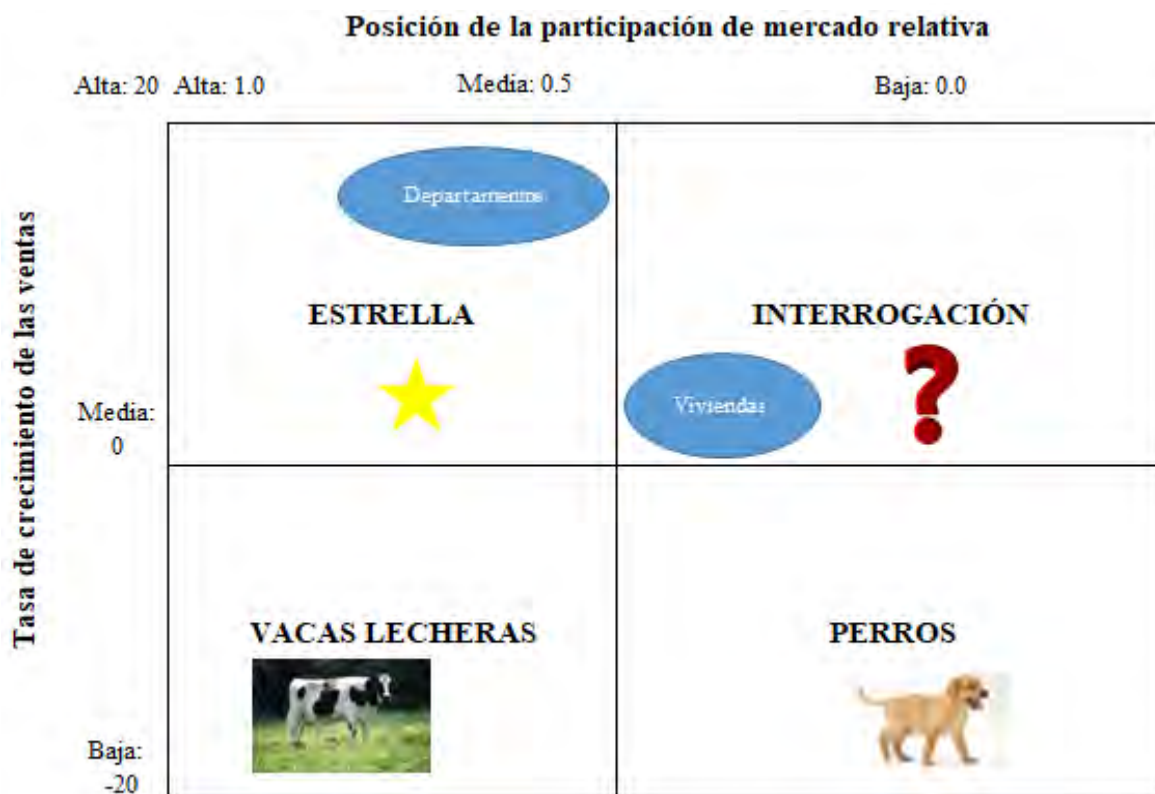 Posición de la participación de mercado relativa
Alta: 20 Alta: 1.0 Media: 0.5 Baja: 0.0
Tasa de crecimiento de las ventas
Departamentos
ESTRELLA
INTERROGACIÓN
Viviendas
Media:
0
VACAS LECHERAS
PERROS
Baja:
-20